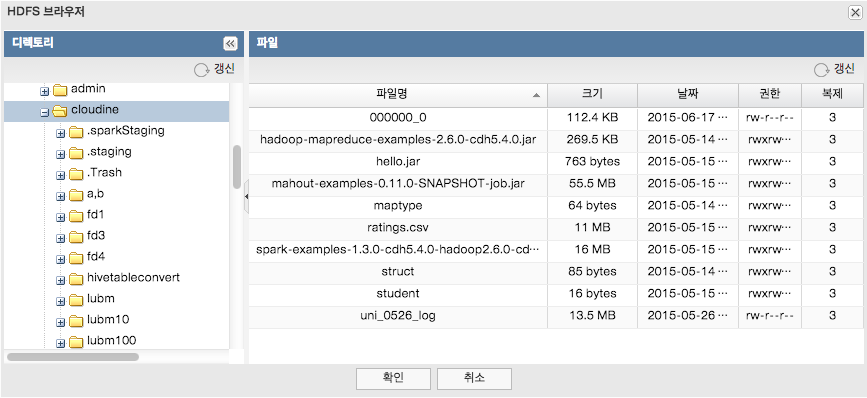 HDFS 브라우저
디렉토리
갱신
admin
cloudine
.sparkStaging
.staging
.Trash
a,b
fd1
fd3
fd4
hivetableconvert
lubm
lubm10
lubm100
파일
갱신
파일명 크기 날짜 권한 복제
000000_0 112.4 KB 2015-06-17 ··· rw-r--r-- 3
hadoop-mapreduce-examples-2.6.0-cdh5.4.0.jar 269.5 KB 2015-05-14 ··· rwxrw··· 3
hello.jar 763 bytes 2015-05-15 ··· rwxrw··· 3
mahout-examples-0.11.0-SNAPSHOT-job.jar 55.5 MB 2015-05-15 ··· rwxrw··· 3
maptype 64 bytes 2015-05-14 ··· rwxrw··· 3
ratings.csv 11 MB 2015-05-15 ··· rwxrw··· 3
spark-examples-1.3.0-cdh5.4.0-hadoop2.6.0-cd··· 16 MB 2015-05-15 ··· rwxrw··· 3
struct 85 bytes 2015-05-14 ··· rwxrw··· 3
student 16 bytes 2015-05-15 ··· rwxrw··· 3
uni_0526_log 13.5 MB 2015-05-26 ··· rw-r--r-- 3
확인 취소